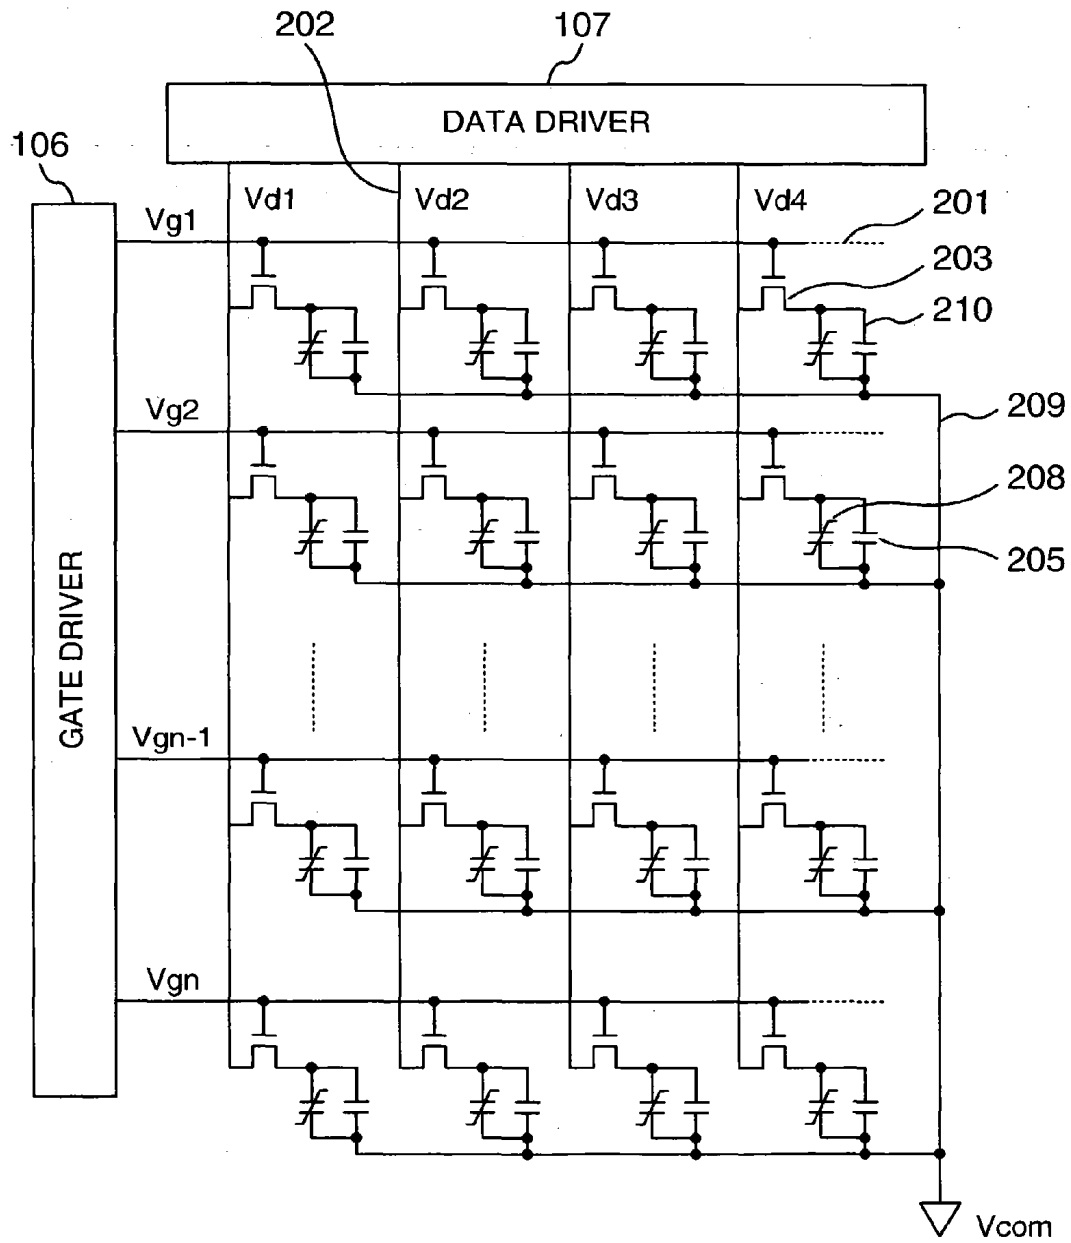 202
107
DATA DRIVER
106
Vd1
Vd2
Vd3
Vd4
201
Vg1
203
210
Vg2
209
208
205
GATE DRIVER
Vgn-1
Vgn
Vcom